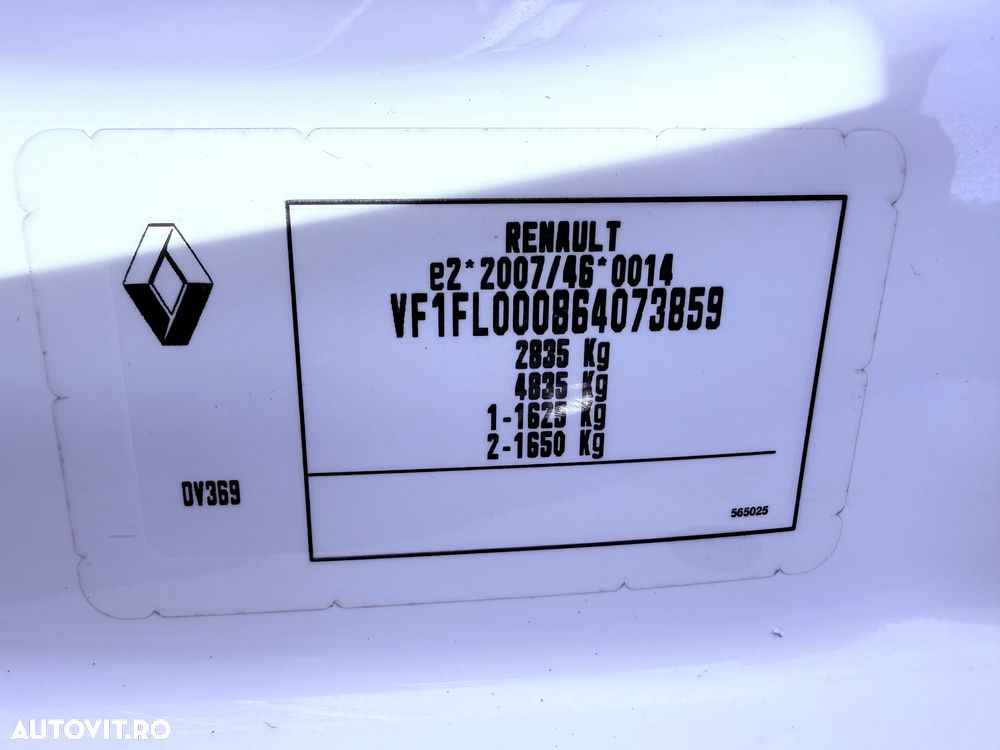 RENAULT
e2*2007/46*0014
VF1FL000864073859
2835 Kg
4835 Kg
1-1625 Kg
2-1650 Kg
0V369
565025
AUTOVIT.RO